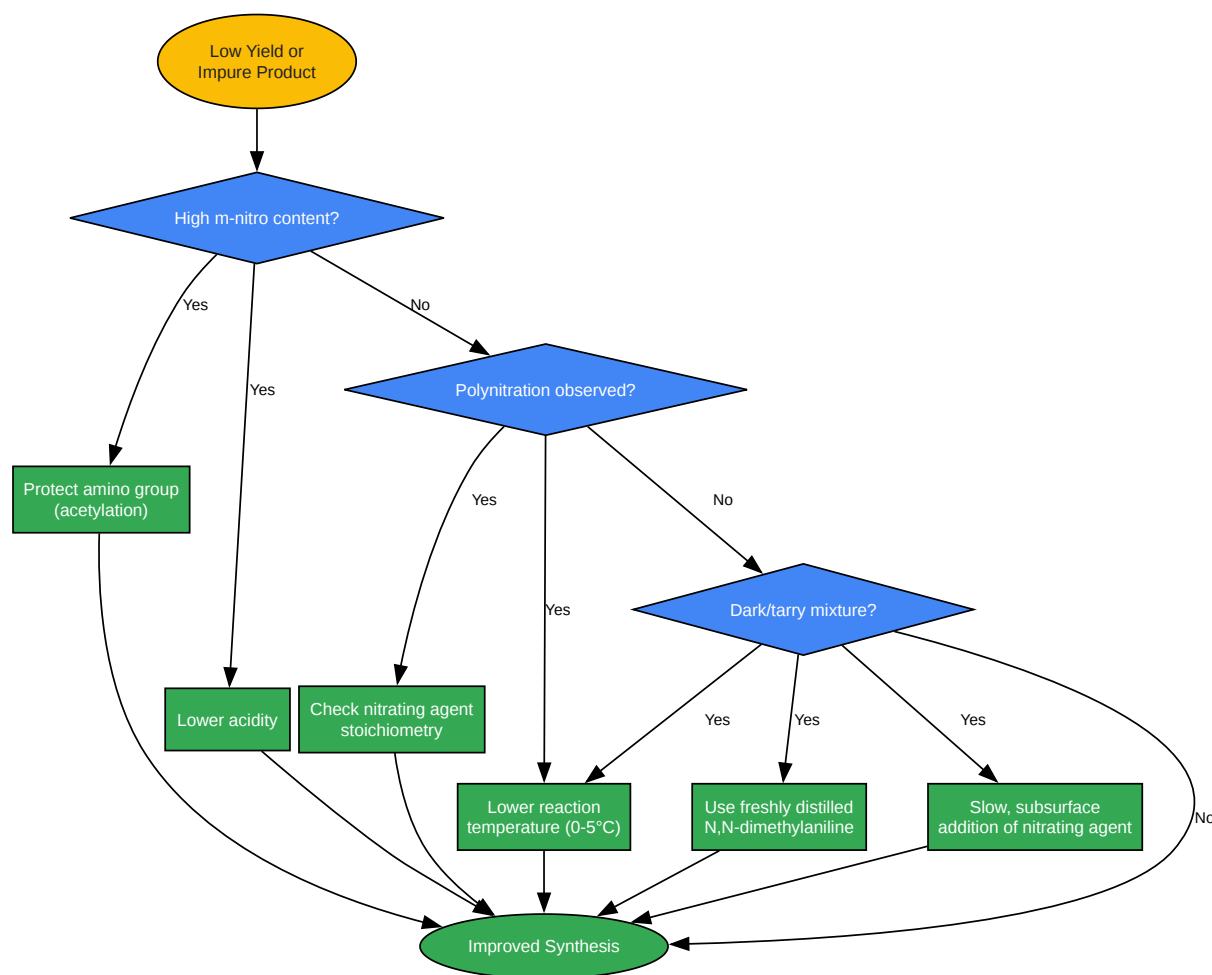 Low Yield or
Impure Product
High m-nitro content?
Yes
No
Yes
Polynitration observed?
Protect amino group
(acetylation)
Yes
No
Yes
Dark/tarry mixture?
Lower acidity
Check nitrating agent
stoichiometry
Yes
Yes
Yes
Lower reaction
temperature (0-5°C)
Use freshly distilled
N,N-dimethylaniline
Slow, subsurface
addition of nitrating agent
No
Improved Synthesis